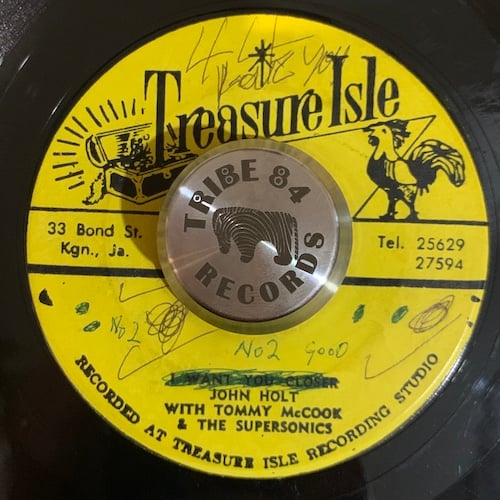 Treasure Isle
TRIBE 84
RECORDS
33 Bond St.
Kgn., Ja.
Tel. 25629
27594
No 2
No2 GOOD
I WANT YOU CLOSER
JOHN HOLT
WITH TOMMY McCOOK
& THE SUPERSONICS
RECORDED AT TREASURE ISLE RECORDING STUDIO